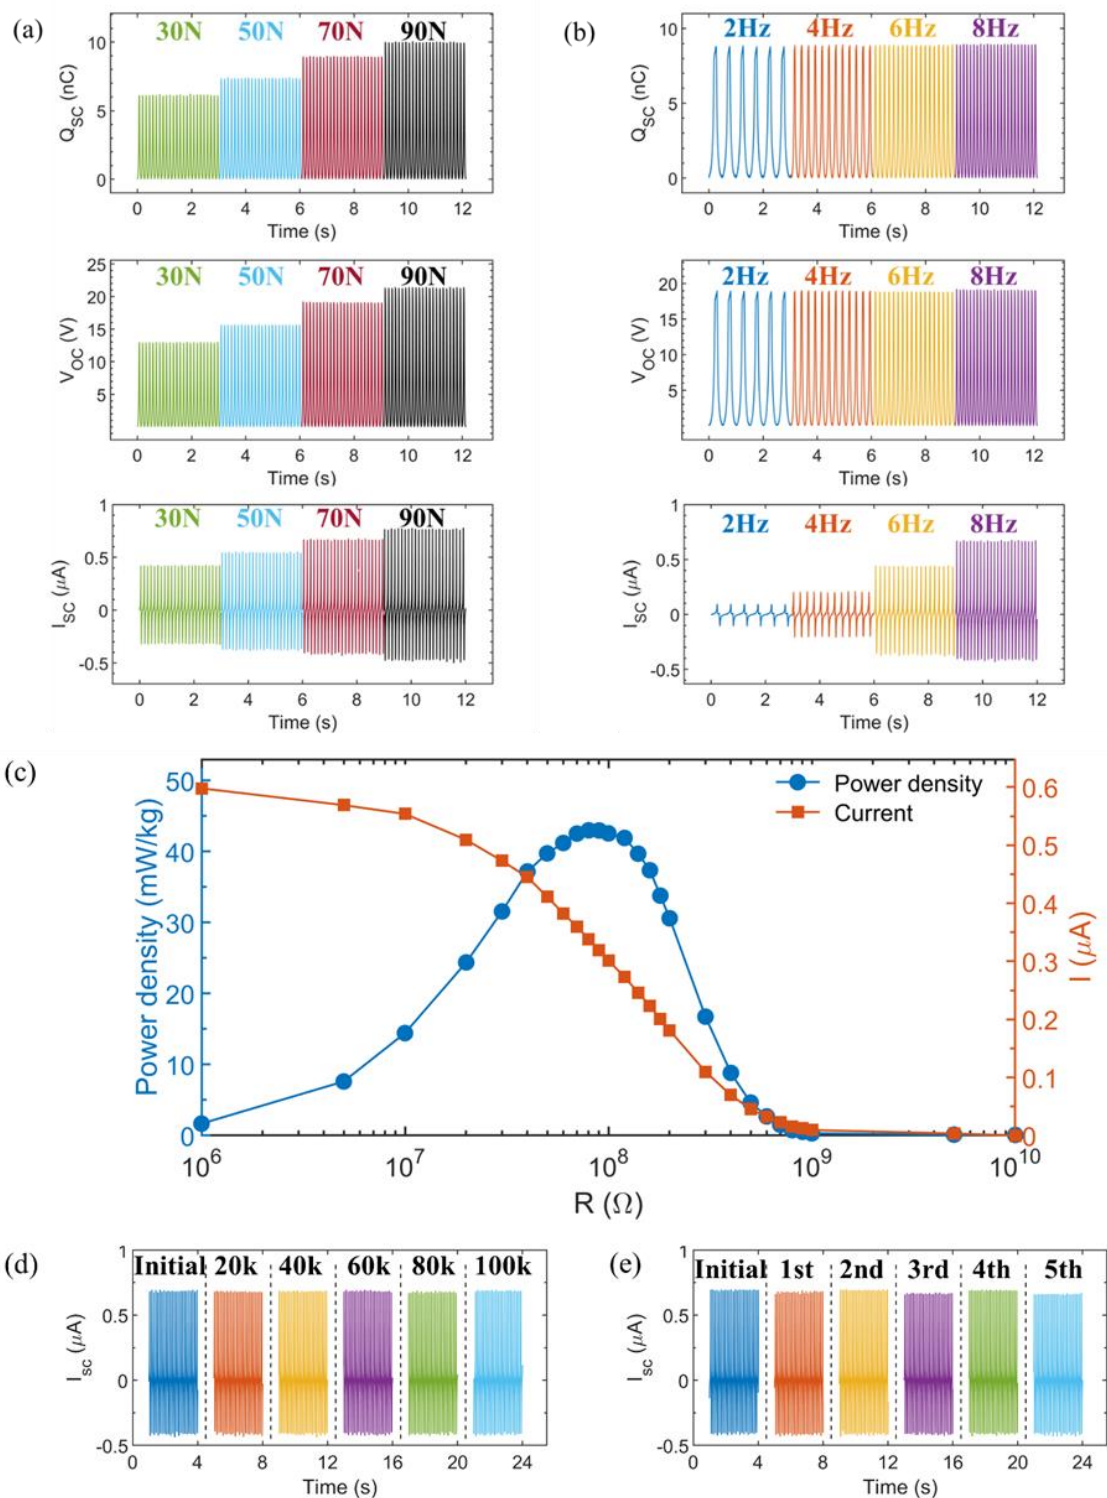 (a)
30N 50N 70N 90N
10
5
0
QSC (nC)
0 2 4 6 8 10 12
Time (s)
30N 50N 70N 90N
25
20
15
10
5
VOC (V)
0 2 4 6 8 10 12
Time (s)
30N 50N 70N 90N
1
0.5
0
-0.5
ISC (μA)
0 2 4 6 8 10 12
Time (s)
(b)
2Hz 4Hz 6Hz 8Hz
10
5
0
QSC (nC)
0 2 4 6 8 10 12
Time (s)
2Hz 4Hz 6Hz 8Hz
20
15
10
5
VOC (V)
0 2 4 6 8 10 12
Time (s)
2Hz 4Hz 6Hz 8Hz
1
0.5
0
-0.5
ISC (μA)
0 2 4 6 8 10 12
Time (s)
(c)
50
40
30
20
10
0
Power density (mW/kg)
Power density
Current
0.6
0.5
0.4
0.3
0.2
0.1
0
I (μA)
10^6 10^7 10^8 10^9 10^10
R (Ω)
(d)
Initial 20k 40k 60k 80k 100k
1
0.5
0
-0.5
Isc (μA)
0 4 8 12 16 20 24
Time (s)
(e)
Initial 1st 2nd 3rd 4th 5th
1
0.5
0
-0.5
Isc (μA)
0 4 8 12 16 20 24
Time (s)